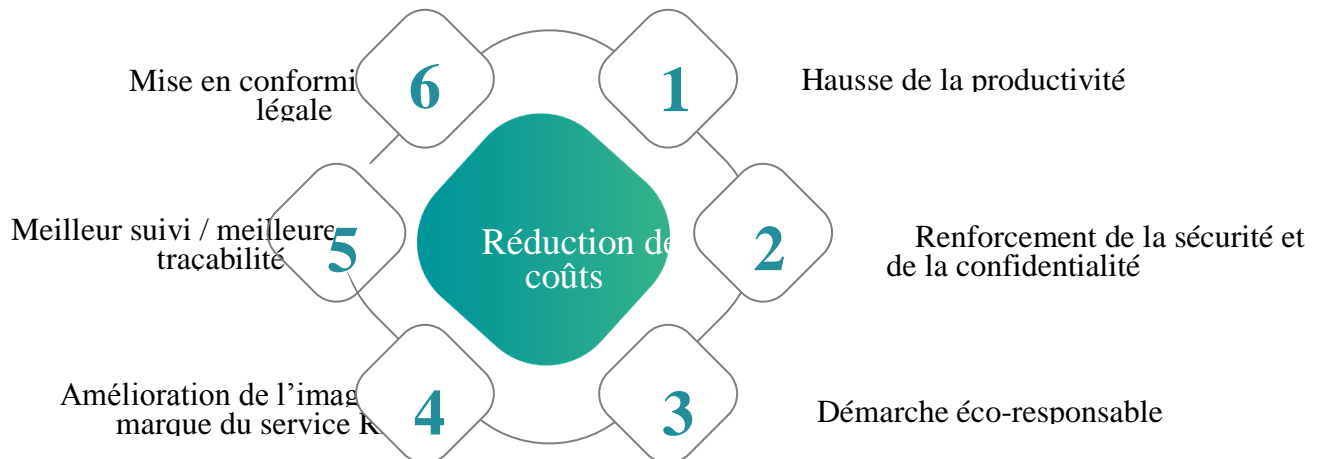 6
1
Mise en conformi
légale
Hausse de la productivité
Meilleur suivi / meilleure
traçabilité
5
Réduction de
coûts
2
Renforcement de la sécurité et
de la confidentialité
Amélioration de l’imag
marque du service R
4
3
Démarche éco-responsable